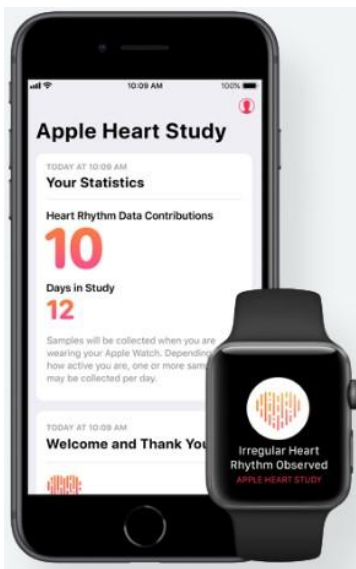 10:09 AM
100%
Apple Heart Study
TODAY AT 10:09 AM
Your Statistics
Heart Rhythm Data Contributions
10
Days in Study
12
Samples will be collected when you are
wearing your Apple Watch. Depending
how active you are, one or more sam
may be collected per day.
TODAY AT 10:09 AM
Welcome and Thank You
Irregular Heart
Rhythm Observed
APPLE HEART STUDY